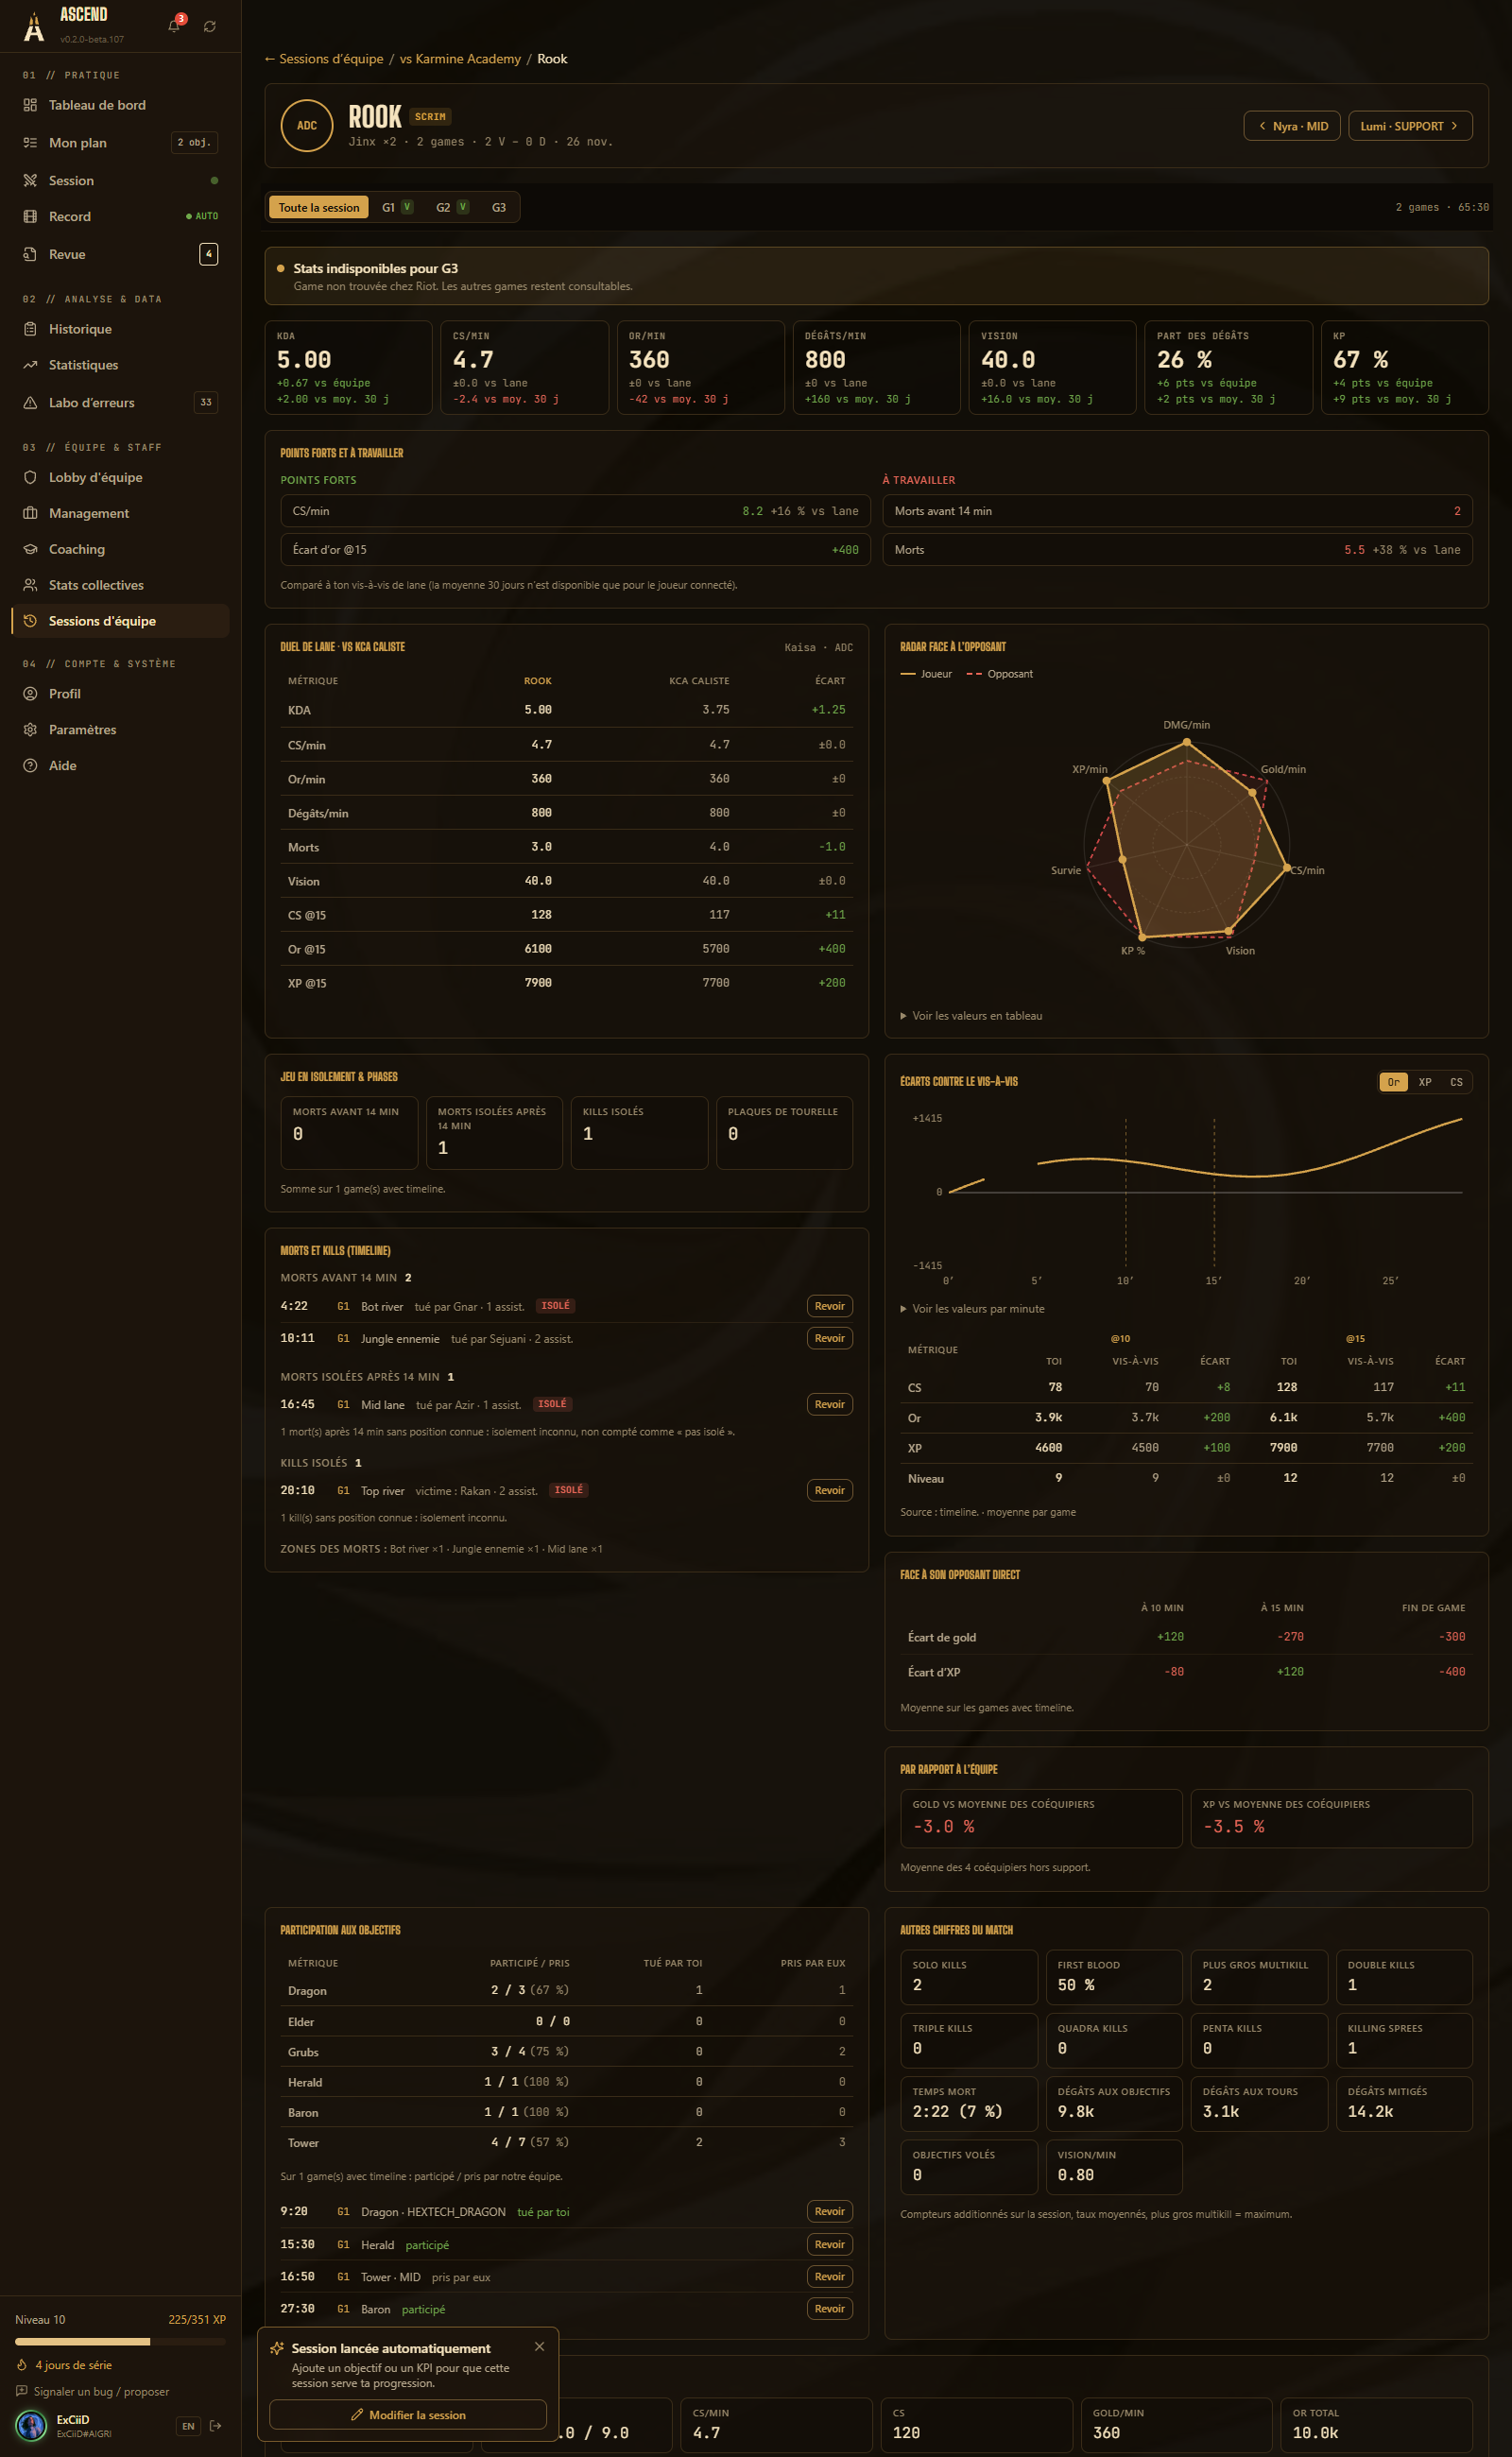 ASCEND
v0.2.0-beta.107
3
01 // PRATIQUE
Tableau de bord
Mon plan
2 obj.
Session
Record
AUTO
Revue
4
02 // ANALYSE & DATA
Historique
Statistiques
Labo d'erreurs
33
03 // ÉQUIPE & STAFF
Lobby d'équipe
Management
Coaching
Stats collectives
Sessions d'équipe
04 // COMPTE & SYSTÈME
Profil
Paramètres
Aide
Niveau 10
225/351 XP
4 jours de série
Signaler un bug / proposer
ExCiiD
ExCiiD#AIGRI
EN
← Sessions d'équipe / vs Karmine Academy / Rook
ADC
ROOK
SCRIM
Jinx ×2 · 2 games · 2 V – 0 D · 26 nov.
Nyra · MID
Lumi · SUPPORT
Toute la session
G1 V
G2 V
G3
2 games · 65:30
Stats indisponibles pour G3
Game non trouvée chez Riot. Les autres games restent consultables.
KDA
5.00
+0.67 vs équipe
+2.00 vs moy. 30 j
CS/MIN
4.7
±0.0 vs lane
-2.4 vs moy. 30 j
OR/MIN
360
±0 vs lane
-42 vs moy. 30 j
DÉGÂTS/MIN
800
±0 vs lane
+160 vs moy. 30 j
VISION
40.0
±0.0 vs lane
+16.0 vs moy. 30 j
PART DES DÉGÂTS
26 %
+6 pts vs équipe
+2 pts vs moy. 30 j
KP
67 %
+4 pts vs équipe
+9 pts vs moy. 30 j
POINTS FORTS ET À TRAVAILLER
POINTS FORTS
CS/min
8.2 +16 % vs lane
Écart d'or @15
+400
À TRAVAILLER
Morts avant 14 min
2
Morts
5.5 +38 % vs lane
Comparé à ton vis-à-vis de lane (la moyenne 30 jours n'est disponible que pour le joueur connecté).
DUEL DE LANE · VS KCA CALISTE
Kaisa · ADC
MÉTRIQUE ROOK KCA CALISTE ÉCART
KDA 5.00 3.75 +1.25
CS/min 4.7 4.7 ±0.0
Or/min 360 360 ±0
Dégâts/min 800 800 ±0
Morts 3.0 4.0 -1.0
Vision 40.0 40.0 ±0.0
CS @15 128 117 +11
Or @15 6100 5700 +400
XP @15 7900 7700 +200
RADAR FACE À L'OPPOSANT
Joueur
Opposant
DMG/min
Gold/min
CS/min
Vision
KP %
Survie
XP/min
Voir les valeurs en tableau
JEU EN ISOLEMENT & PHASES
MORTS AVANT 14 MIN
0
MORTS ISOLÉES APRÈS
14 MIN
1
KILLS ISOLÉS
1
PLAQUES DE TOURELLE
0
Somme sur 1 game(s) avec timeline.
MORTS ET KILLS (TIMELINE)
MORTS AVANT 14 MIN 2
4:22 G1 Bot river tué par Gnar · 1 assist. ISOLÉ Revoir
10:11 G1 Jungle ennemie tué par Sejuani · 2 assist. Revoir
MORTS ISOLÉES APRÈS 14 MIN 1
16:45 G1 Mid lane tué par Azir · 1 assist. ISOLÉ Revoir
1 mort(s) après 14 min sans position connue : isolement inconnu, non compté comme « pas isolé ».
KILLS ISOLÉS 1
20:10 G1 Top river victime : Rakan · 2 assist. ISOLÉ Revoir
1 kill(s) sans position connue : isolement inconnu.
ZONES DES MORTS : Bot river ×1 · Jungle ennemie ×1 · Mid lane ×1
ÉCARTS CONTRE LE VIS-À-VIS
Or XP CS
+1415
0
-1415
0' 5' 10' 15' 20' 25'
Voir les valeurs par minute
@10 @15
MÉTRIQUE TOI VIS-À-VIS ÉCART TOI VIS-À-VIS ÉCART
CS 78 70 +8 128 117 +11
Or 3.9k 3.7k +200 6.1k 5.7k +400
XP 4600 4500 +100 7900 7700 +200
Niveau 9 9 ±0 12 12 ±0
Source : timeline. · moyenne par game
FACE À SON OPPOSANT DIRECT
À 10 MIN À 15 MIN FIN DE GAME
Écart de gold +120 -270 -300
Écart d'XP -80 +120 -400
Moyenne sur les games avec timeline.
PAR RAPPORT À L'ÉQUIPE
GOLD VS MOYENNE DES COÉQUIPIERS
-3.0 %
XP VS MOYENNE DES COÉQUIPIERS
-3.5 %
Moyenne des 4 coéquipiers hors support.
PARTICIPATION AUX OBJECTIFS
MÉTRIQUE PARTICIPÉ / PRIS TUÉ PAR TOI PRIS PAR EUX
Dragon 2 / 3 (67 %) 1 1
Elder 0 / 0 0 0
Grubs 3 / 4 (75 %) 0 2
Herald 1 / 1 (100 %) 0 0
Baron 1 / 1 (100 %) 0 0
Tower 4 / 7 (57 %) 2 3
Sur 1 game(s) avec timeline : participé / pris par notre équipe.
9:20 G1 Dragon · HEXTECH_DRAGON tué par toi Revoir
15:30 G1 Herald participé Revoir
16:50 G1 Tower · MID pris par eux Revoir
27:30 G1 Baron participé Revoir
AUTRES CHIFFRES DU MATCH
SOLO KILLS
2
FIRST BLOOD
50 %
PLUS GROS MULTIKILL
2
DOUBLE KILLS
1
TRIPLE KILLS
0
QUADRA KILLS
0
PENTA KILLS
0
KILLING SPREES
1
TEMPS MORT
2:22 (7 %)
DÉGÂTS AUX OBJECTIFS
9.8k
DÉGÂTS AUX TOURS
3.1k
DÉGÂTS MITIGÉS
14.2k
OBJECTIFS VOLÉS
0
VISION/MIN
0.80
Compteurs additionnés sur la session, taux moyennés, plus gros multikill = maximum.
Session lancée automatiquement
Ajoute un objectif ou un KPI pour que cette
session serve ta progression.
Modifier la session
.0 / 9.0
CS/MIN
4.7
CS
120
GOLD/MIN
360
OR TOTAL
10.0k